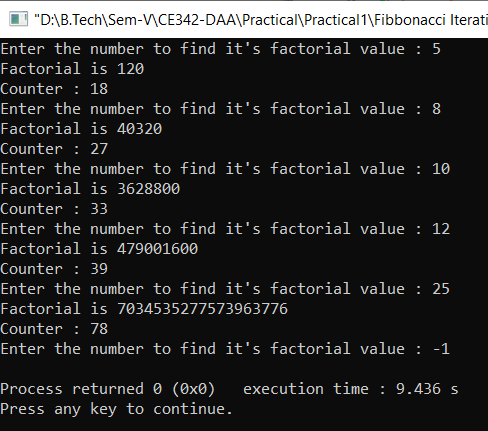 "D:\B.Tech\Sem-V\CE342-DAA\Practical\Practical1\Fibbonacci Iterati
Enter the number to find it's factorial value : 5
Factorial is 120
Counter : 18
Enter the number to find it's factorial value : 8
Factorial is 40320
Counter : 27
Enter the number to find it's factorial value : 10
Factorial is 3628800
Counter : 33
Enter the number to find it's factorial value : 12
Factorial is 479001600
Counter : 39
Enter the number to find it's factorial value : 25
Factorial is 7034535277573963776
Counter : 78
Enter the number to find it's factorial value : -1
Process returned 0 (0x0)   execution time : 9.436 s
Press any key to continue.